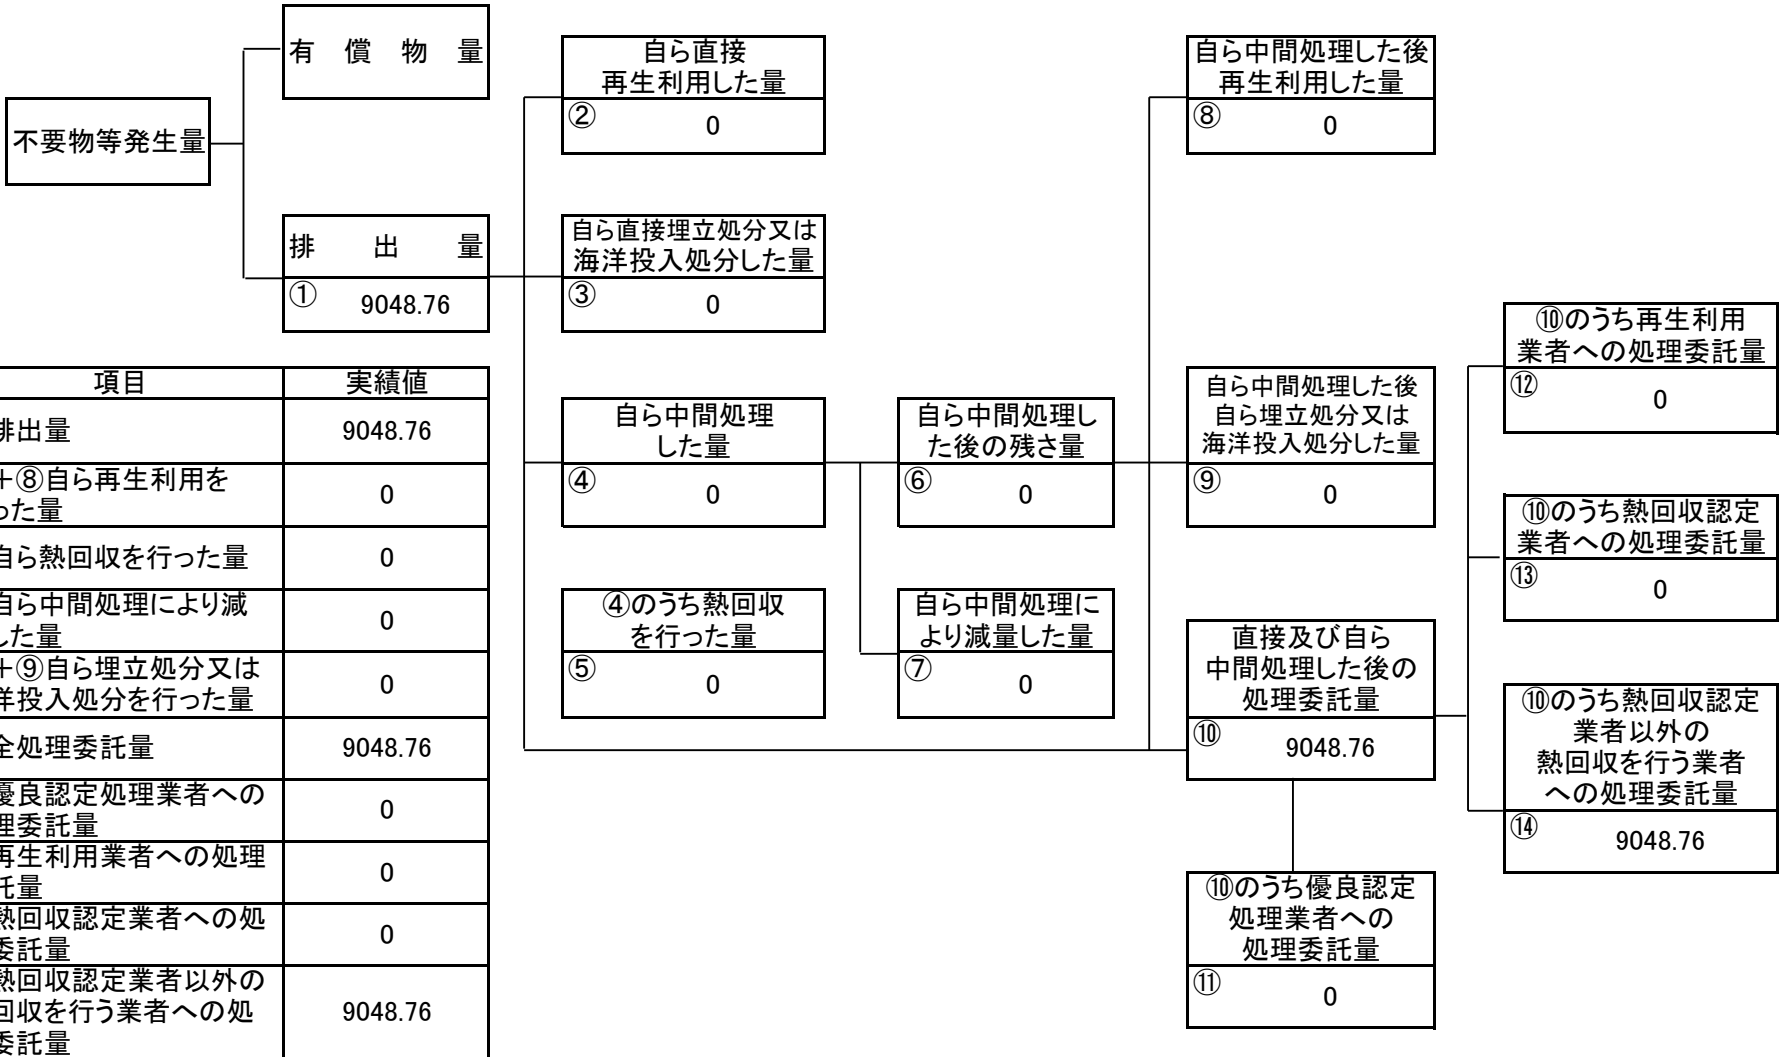 有償物量
不要物等発生量
排出量
① 9048.76
自ら直接
再生利用した量
② 0
自ら直接埋立処分又は
海洋投入処分した量
③ 0
自ら中間処理
した量
④ 0
④のうち熱回収
を行った量
⑤ 0
自ら中間処理し
た後の残さ量
⑥ 0
自ら中間処理に
より減量した量
⑦ 0
自ら中間処理した後
再生利用した量
⑧ 0
自ら中間処理した後
自ら埋立処分又は
海洋投入処分した量
⑨ 0
直接及び自ら
中間処理した後の
処理委託量
⑩ 9048.76
⑩のうち優良認定
処理業者への
処理委託量
⑪ 0
⑩のうち再生利用
業者への処理委託量
⑫ 0
⑩のうち熱回収認定
業者への処理委託量
⑬ 0
⑩のうち熱回収認定
業者以外の
熱回収を行う業者
への処理委託量
⑭ 9048.76
項目 実績値
排出量 9048.76
+⑧自ら再生利用を
った量 0
自ら熱回収を行った量 0
自ら中間処理により減
した量 0
+⑨自ら埋立処分又は
洋投入処分を行った量 0
全処理委託量 9048.76
優良認定処理業者への
理委託量 0
再生利用業者への処理
託量 0
熱回収認定業者への処
委託量 0
熱回収認定業者以外の
回収を行う業者への処
委託量 9048.76